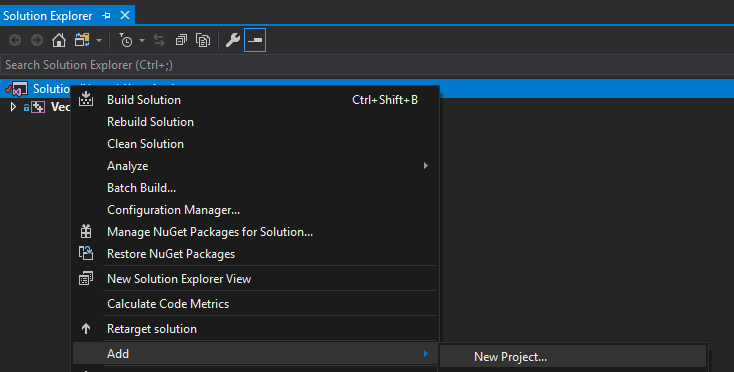 Solution Explorer
Search Solution Explorer (Ctrl+;)
Build Solution Ctrl+Shift+B
Rebuild Solution
Clean Solution
Analyze
Batch Build...
Configuration Manager...
Manage NuGet Packages for Solution...
Restore NuGet Packages
New Solution Explorer View
Calculate Code Metrics
Retarget solution
Add
New Project...